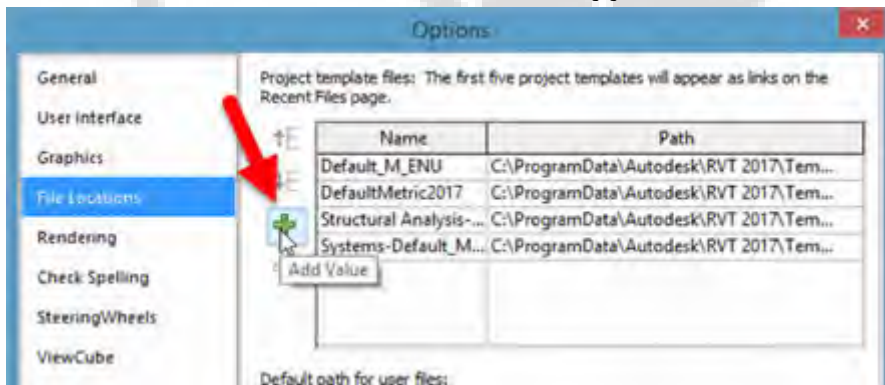 Options
General
User Interface
Graphics
File Locations
Rendering
Check Spelling
SteeringWheels
ViewCube
Project template files: The first five project templates will appear as links on the
Recent Files page.
Name Path
Default_M_ENU C:\ProgramData\Autodesk\RVT 2017\Tem...
DefaultMetric2017 C:\ProgramData\Autodesk\RVT 2017\Tem...
Structural Analysis-... C:\ProgramData\Autodesk\RVT 2017\Tem...
Systems-Default_M... C:\ProgramData\Autodesk\RVT 2017\Tem...
Add Value
Default path for user files: